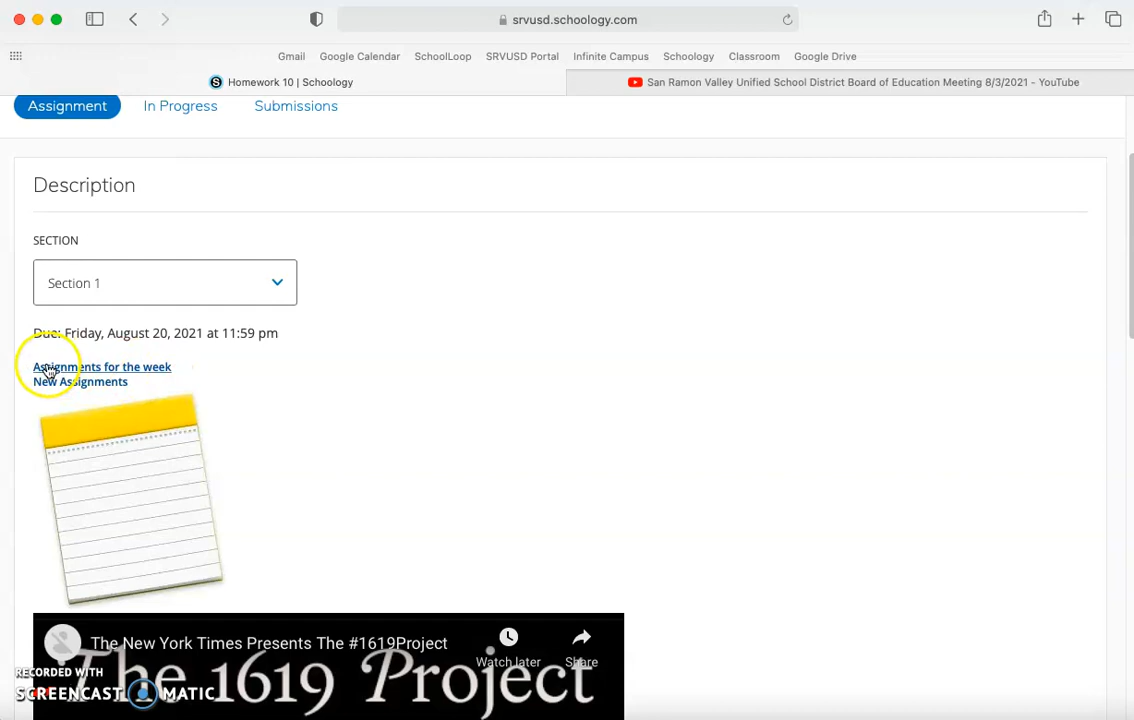 srvusd.schoology.com
Gmail Google Calendar SchoolLoop SRVUSD Portal Infinite Campus Schoology Classroom Google Drive
S Homework 10 | Schoology
San Ramon Valley Unified School District Board of Education Meeting 8/3/2021 - YouTube
Assignment In Progress Submissions
Description
SECTION
Section 1
Due: Friday, August 20, 2021 at 11:59 pm
Assignments for the week
New Assignments
The New York Times Presents The #1619Project
Watch later Share
The 1619 Project
RECORDED WITH
SCREENCAST MATIC